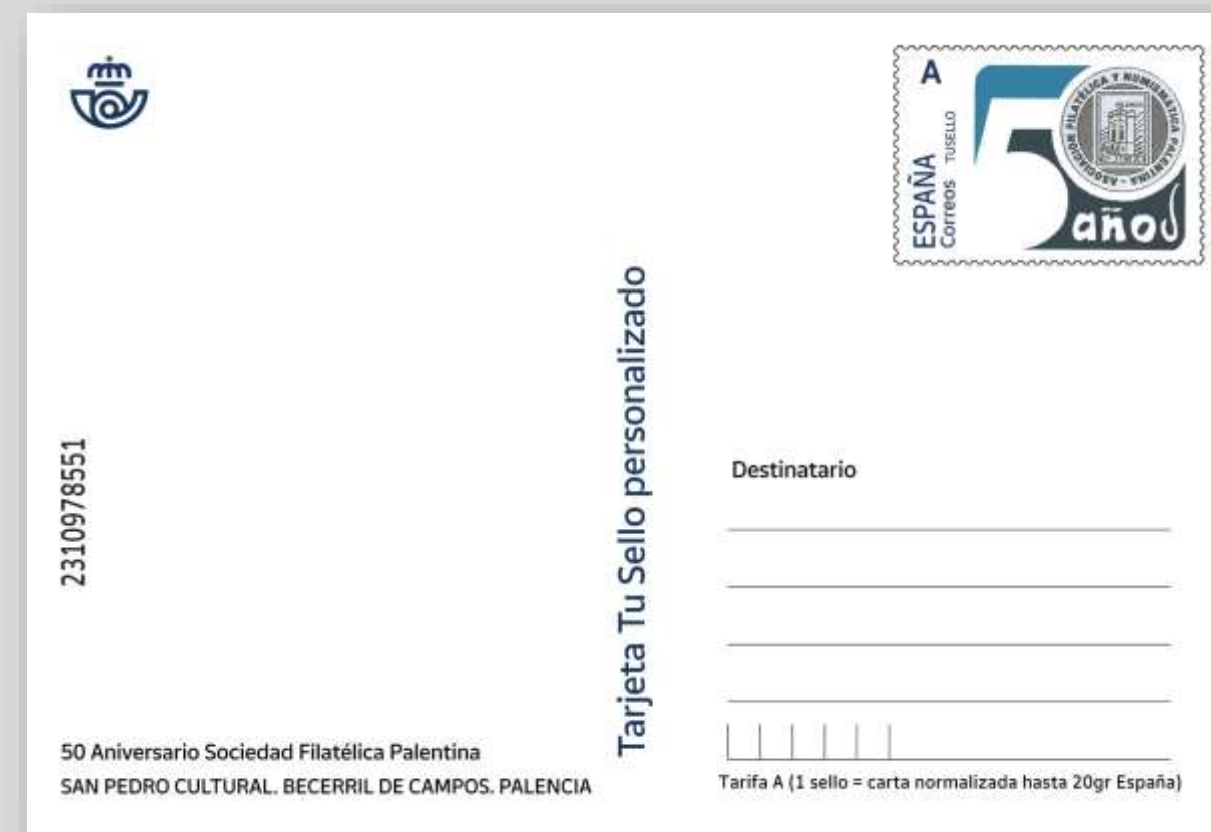 A
ESPAÑA
Correos TUSELLO
5
ASOCIACIÓN FILATÉLICA Y NUMISMÁTICA PALENTINA
años
Tarjeta Tu Sello personalizado
2310978551
Destinatario
50 Aniversario Sociedad Filatélica Palentina
SAN PEDRO CULTURAL. BECERRIL DE CAMPOS. PALENCIA
Tarifa A (1 sello = carta normalizada hasta 20gr España)